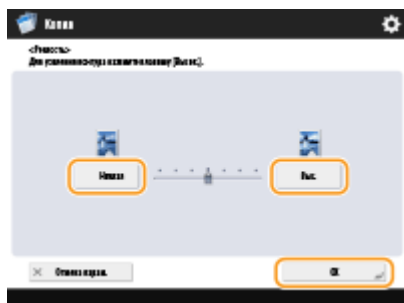 Копия
<Резкость>
Для усиления контура нажмите клавишу [Выс.].
Низкая
Выс.
× Отмена парам.
OK